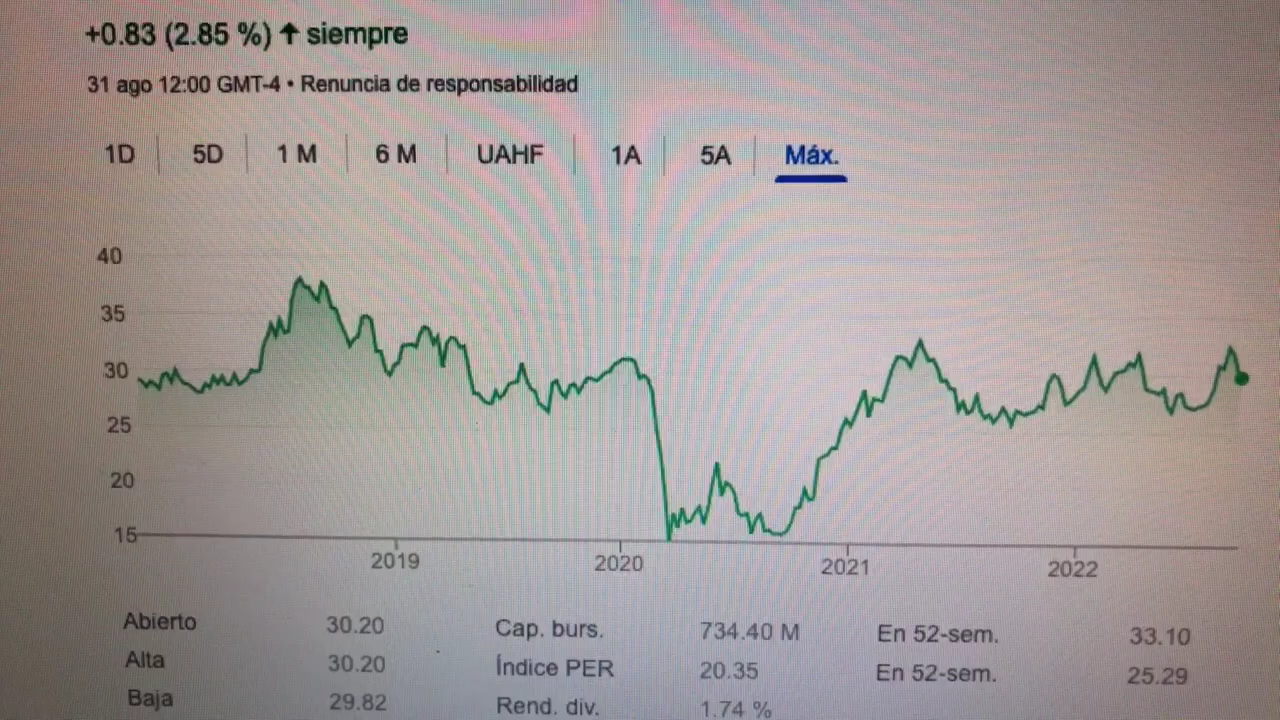 +0.83 (2.85 %) ↑ siempre
31 ago 12:00 GMT-4 • Renuncia de responsabilidad
1D 5D 1 M 6 M UAHF 1A 5A Máx.
40
35
30
25
20
15
2019 2020 2021 2022
Abierto 30.20 Cap. burs. 734.40 M En 52-sem. 33.10
Alta 30.20 Índice PER 20.35 En 52-sem. 25.29
Baja 29.82 Rend. div. 1.74 %